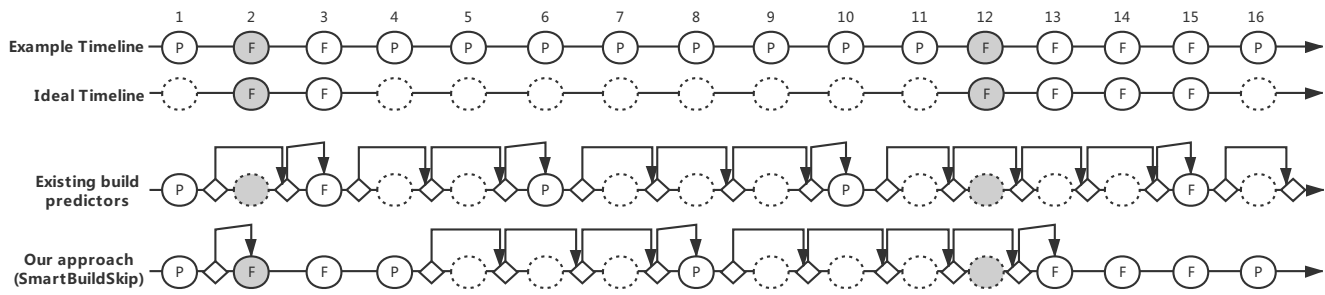 1 2 3 4 5 6 7 8 9 10 11 12 13 14 15 16
Example Timeline P F F P P P P P P P P F F F F P
Ideal Timeline F F F F F F
Existing build
predictors
P F P P F
Our approach
(SmartBuildSkip)
P F F P P F F F P